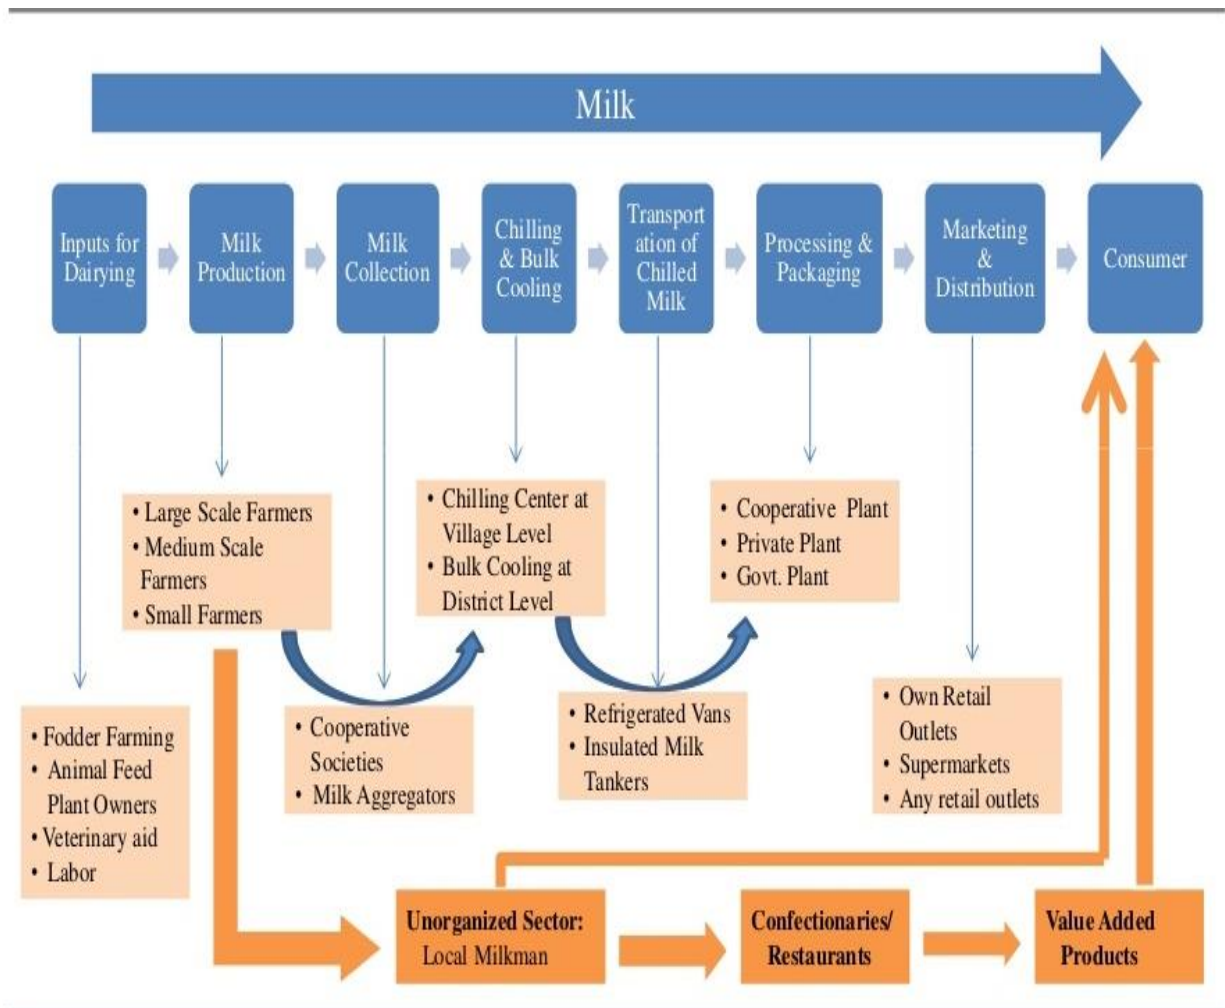 Milk
Inputs for
Dairying
Milk
Production
Milk
Collection
Chilling
& Bulk
Cooling
Transport
ation of
Chilled
Milk
Processing &
Packaging
Marketing
&
Distribution
Consumer
• Large Scale Farmers
• Medium Scale
Farmers
• Small Farmers
• Chilling Center at
Village Level
• Bulk Cooling at
District Level
• Cooperative Plant
• Private Plant
• Govt. Plant
• Fodder Farming
• Animal Feed
Plant Owners
• Veterinary aid
• Labor
• Cooperative
Societies
• Milk Aggregators
• Refrigerated Vans
• Insulated Milk
Tankers
• Own Retail
Outlets
• Supermarkets
• Any retail outlets
Unorganized Sector:
Local Milkman
Confectionaries/
Restaurants
Value Added
Products